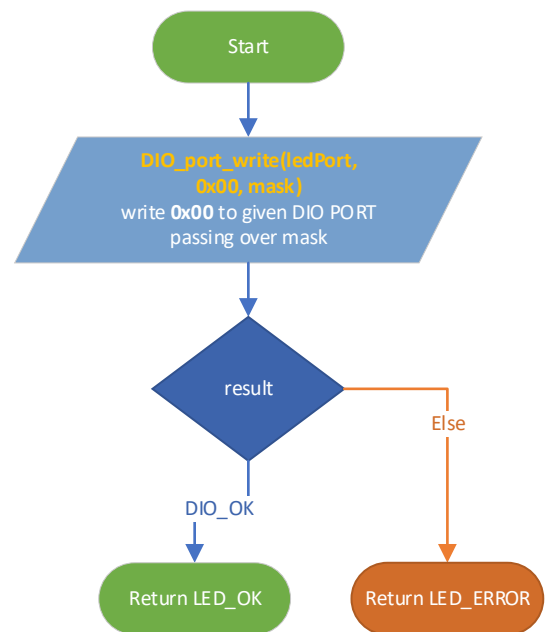 Start
DIO_port_write(ledPort,
0x00, mask)
write 0x00 to given DIO PORT
passing over mask
result
Else
DIO_OK
Return LED_OK
Return LED_ERROR